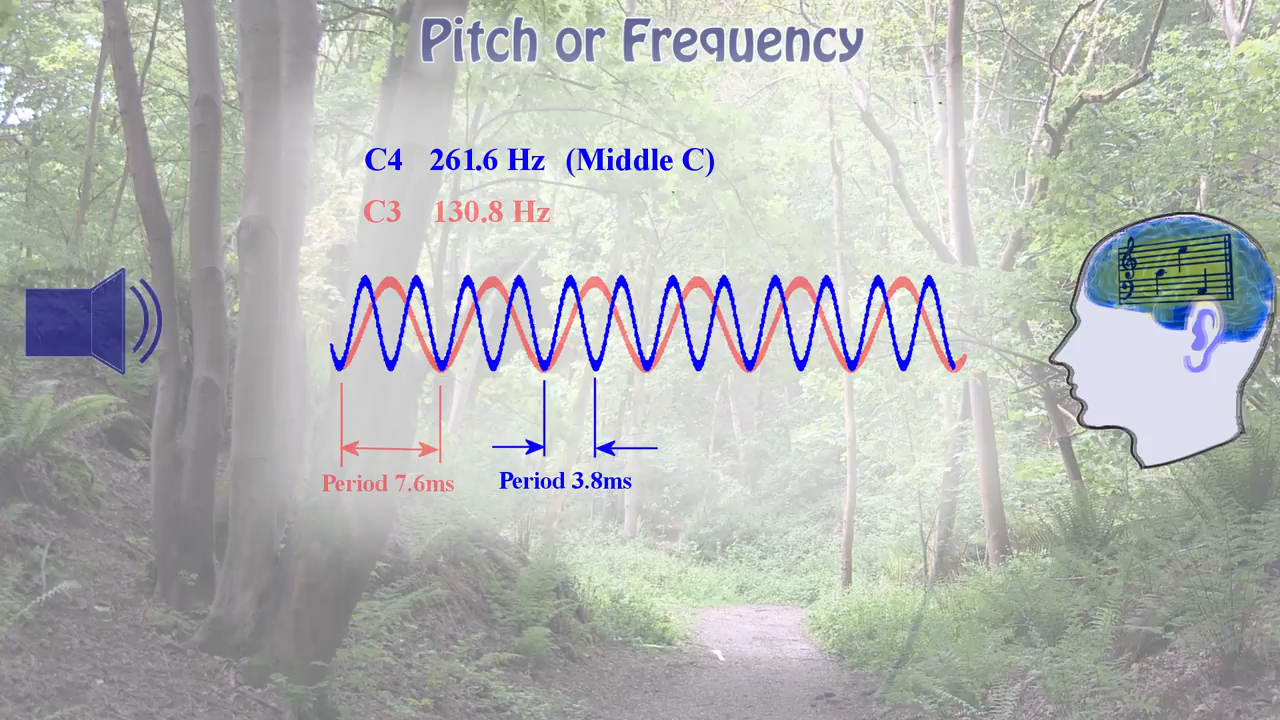 Pitch or Frequency
C4 261.6 Hz (Middle C)
C3 130.8 Hz
Period 7.6ms
Period 3.8ms